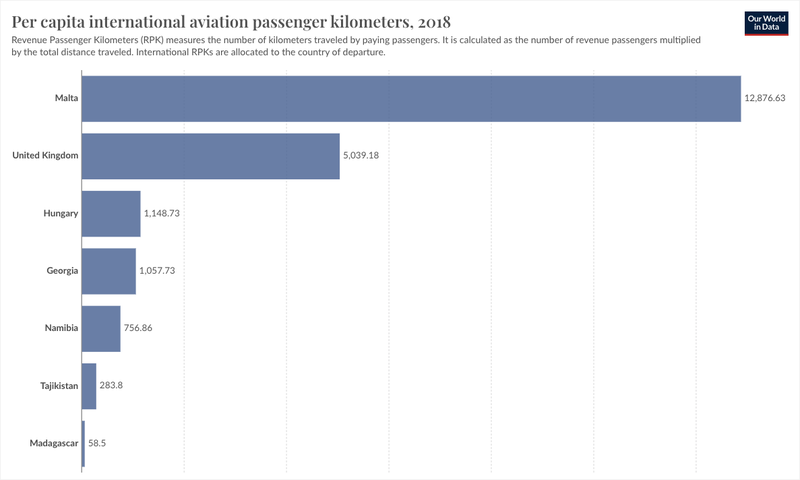 Per capita international aviation passenger kilometers, 2018
Our World
in Data
Revenue Passenger Kilometers (RPK) measures the number of kilometers traveled by paying passengers. It is calculated as the number of revenue passengers multiplied
by the total distance traveled. International RPKs are allocated to the country of departure.
Malta 12,876.63
United Kingdom 5,039.18
Hungary 1,148.73
Georgia 1,057.73
Namibia 756.86
Tajikistan 283.8
Madagascar 58.5